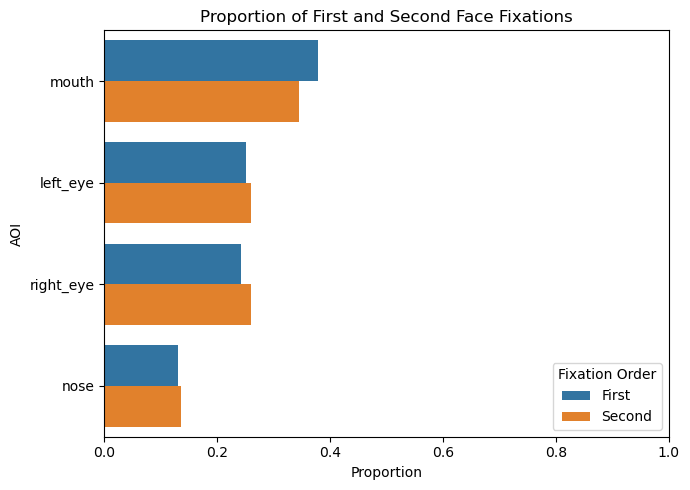 Proportion of First and Second Face Fixations
AOI
mouth
left_eye
right_eye
nose
Fixation Order
First
Second
0.0 0.2 0.4 0.6 0.8 1.0
Proportion